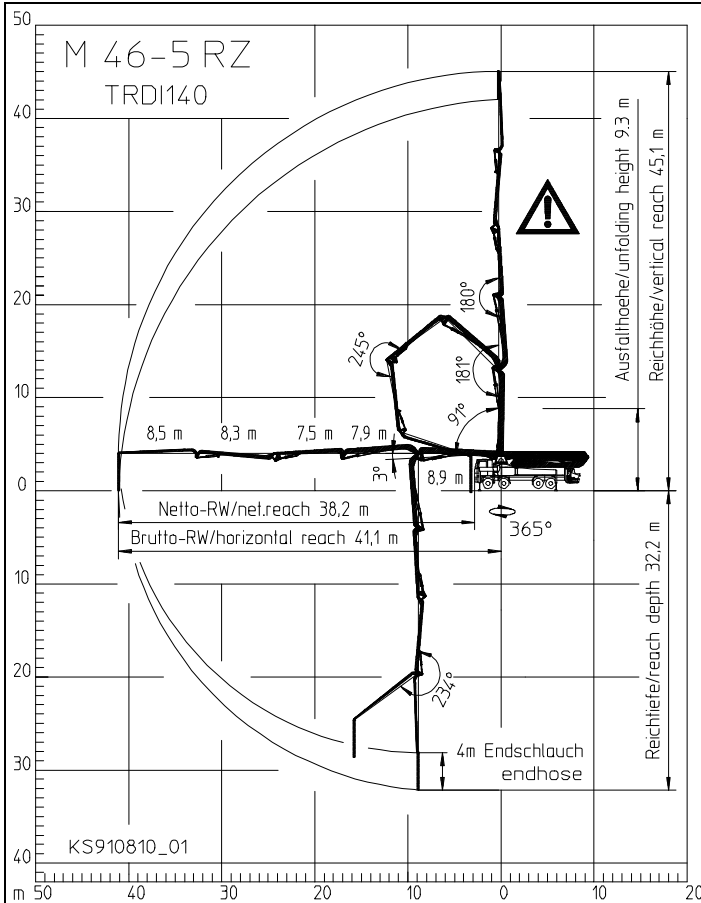 M 46-5 RZ
TRDI140
50
40
30
20
10
0
10
20
30
40
m
50
40
30
20
10
0
10
20
Ausfalthoehe/unfolding height 9.3 m
Reichhöhe/vertical reach 45,1 m
180°
245°
181°
91°
8,5 m
8,3 m
7,5 m
7,9 m
3°
8,9 m
Netto-RW/net.reach 38,2 m
365°
Brutto-RW/horizontal reach 41,1 m
Reichtiefe/reach depth 32,2 m
234°
4m Endschlauch
endhose
KS910810_01